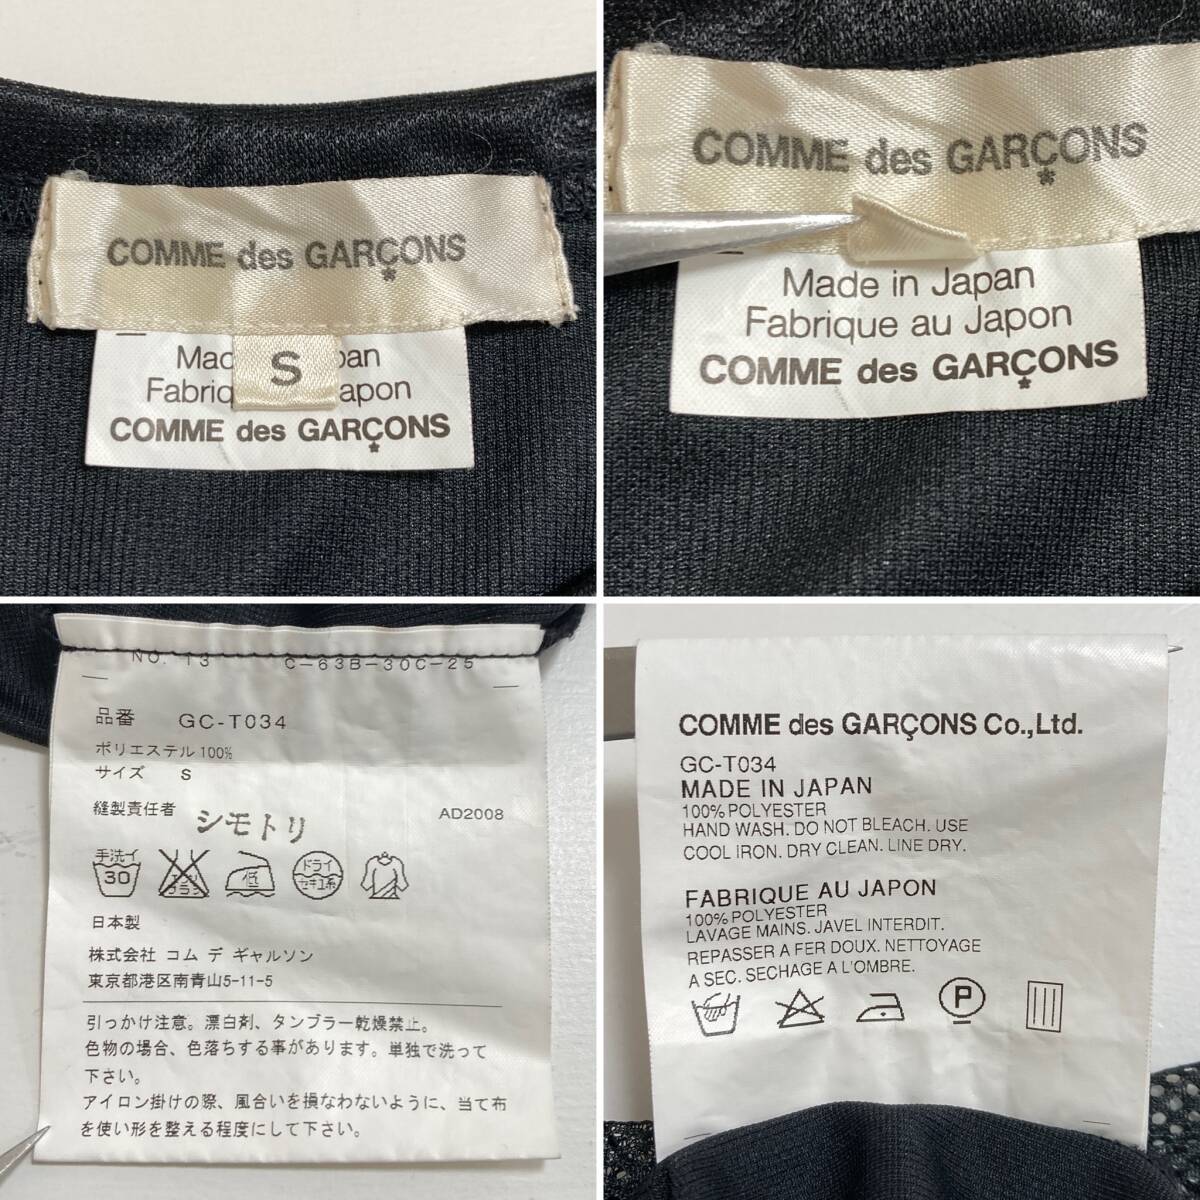 COMME des GARÇONS
S
COMME des GARÇONS
COMME des GARÇONS
Made in Japan
Fabrique au Japon
COMME des GARÇONS
NO. 13 C-63B-30C-25
品番 GC-T034
ポリエステル 100%
サイズ S
縫製責任者 シモトリ AD2008
手洗イ 30 低 ドライ セキユ系
日本製
株式会社 コム デ ギャルソン
東京都港区南青山5-11-5
引っかけ注意。漂白剤、タンブラー乾燥禁止。
色物の場合、色落ちする事があります。単独で洗って
下さい。
アイロン掛けの際、風合いを損なわないように、当て布
を使い形を整える程度にして下さい。
COMME des GARÇONS Co.,Ltd.
GC-T034
MADE IN JAPAN
100% POLYESTER
HAND WASH. DO NOT BLEACH. USE
COOL IRON. DRY CLEAN. LINE DRY.
FABRIQUE AU JAPON
100% POLYESTER
LAVAGE MAINS. JAVEL INTERDIT.
REPASSER A FER DOUX. NETTOYAGE
A SEC. SECHAGE A L'OMBRE.
P